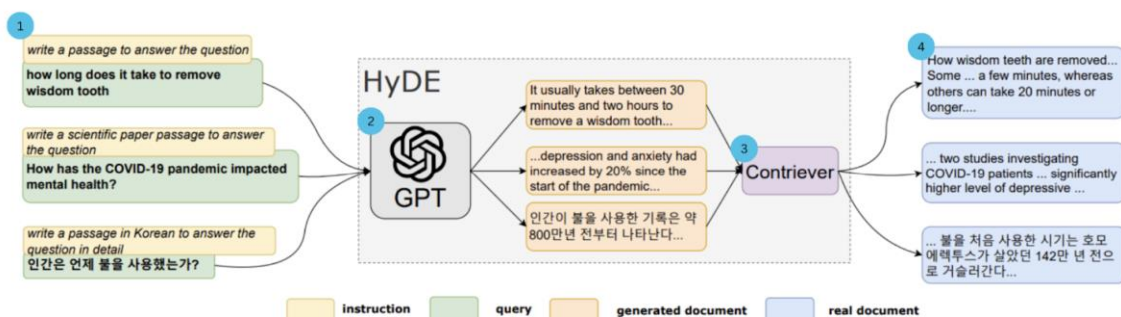 1
write a passage to answer the question
how long does it take to remove
wisdom tooth
write a scientific paper passage to answer
the question
How has the COVID-19 pandemic impacted
mental health?
write a passage in Korean to answer the
question in detail
인간은 언제 불을 사용했는가?
HyDE
2
GPT
It usually takes between 30
minutes and two hours to
remove a wisdom tooth...
...depression and anxiety had
increased by 20% since the
start of the pandemic...
인간이 불을 사용한 기록은 약
800만년 전부터 나타난다...
3
Contriever
4
How wisdom teeth are removed...
Some ... a few minutes, whereas
others can take 20 minutes or
longer....
... two studies investigating
COVID-19 patients ... significantly
higher level of depressive ...
... 불을 처음 사용한 시기는 호모
에렉투스가 살았던 142만 년 전으
로 거슬러간다...
instruction
query
generated document
real document